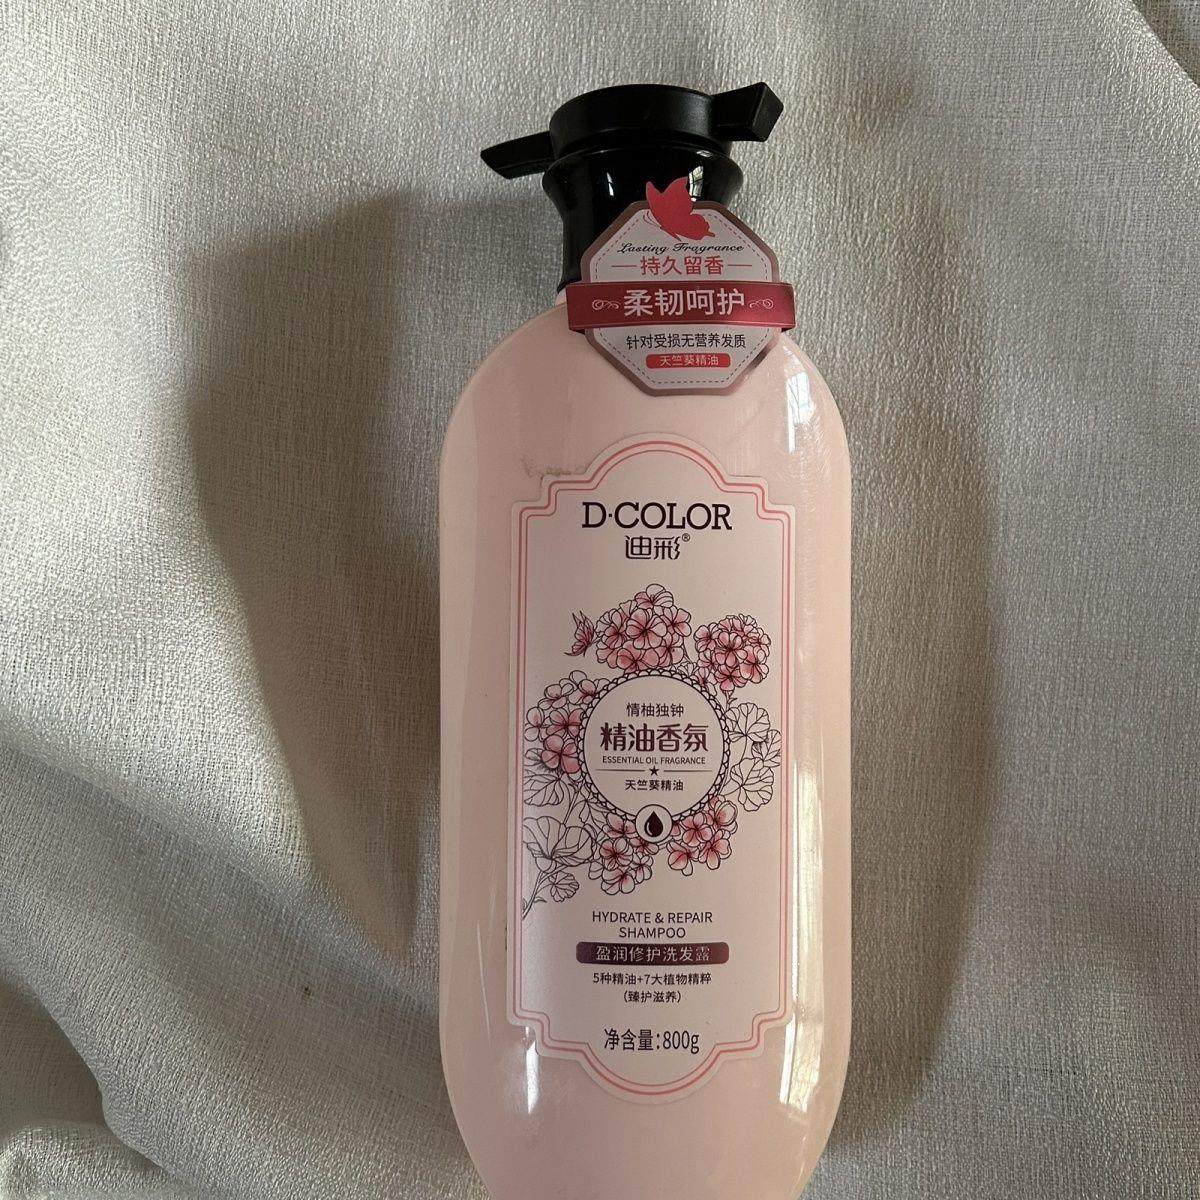 Lasting Fragrance
持久留香
柔韧呵护
针对受损无营养发质
天竺葵精油
D·COLOR
迪彩®
情柚独钟
精油香氛
ESSENTIAL OIL FRAGRANCE
天竺葵精油
HYDRATE & REPAIR
SHAMPOO
盈润修护洗发露
5种精油+7大植物精粹
(臻护滋养)
净含量:800g